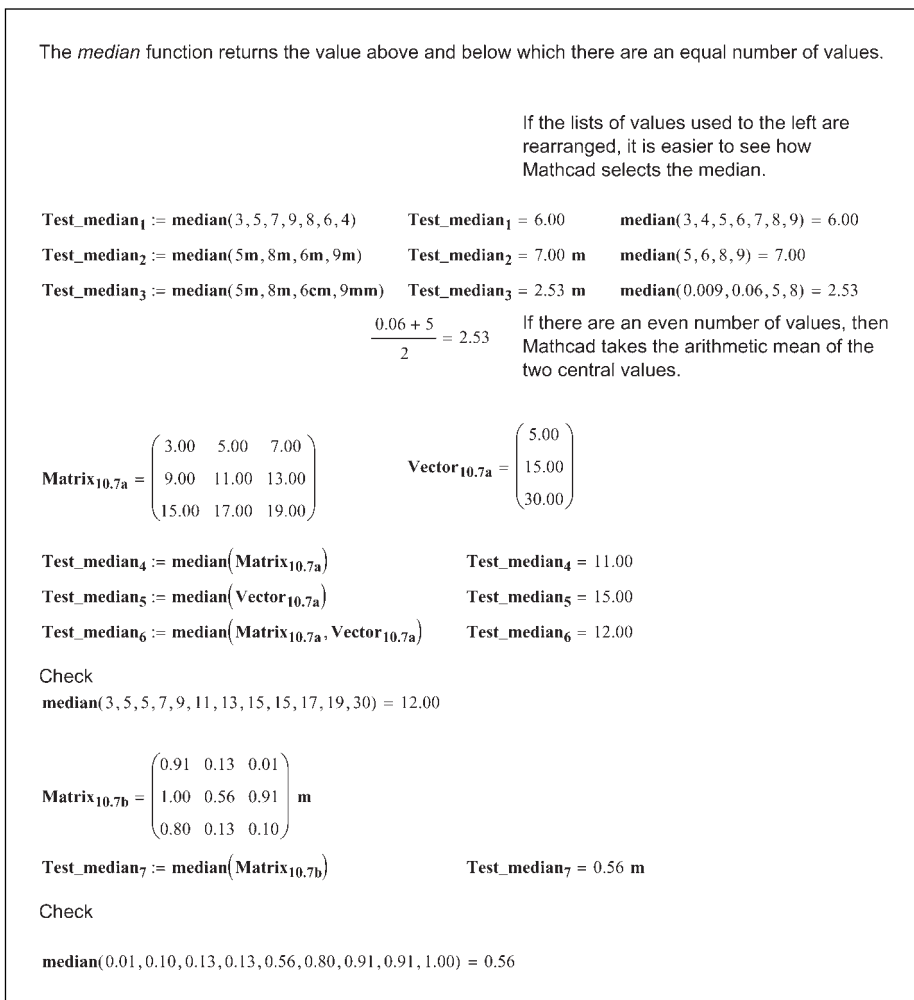 The median function returns the value above and below which there are an equal number of values.
If the lists of values used to the left are
rearranged, it is easier to see how
Mathcad selects the median.
Test_median1 := median(3,5,7,9,8,6,4) Test_median1 = 6.00 median(3,4,5,6,7,8,9) = 6.00
Test_median2 := median(5m,8m,6m,9m) Test_median2 = 7.00 m median(5,6,8,9) = 7.00
Test_median3 := median(5m,8m,6cm,9mm) Test_median3 = 2.53 m median(0.009,0.06,5,8) = 2.53
0.06 + 5
2
= 2.53
If there are an even number of values, then
Mathcad takes the arithmetic mean of the
two central values.
Matrix10.7a =
3.00 5.00 7.00
9.00 11.00 13.00
15.00 17.00 19.00
Vector10.7a =
5.00
15.00
30.00
Test_median4 := median(Matrix10.7a) Test_median4 = 11.00
Test_median5 := median(Vector10.7a) Test_median5 = 15.00
Test_median6 := median(Matrix10.7a,Vector10.7a) Test_median6 = 12.00
Check
median(3,5,5,7,9,11,13,15,15,17,19,30) = 12.00
Matrix10.7b =
0.91 0.13 0.01
1.00 0.56 0.91
0.80 0.13 0.10
m
Test_median7 := median(Matrix10.7b) Test_median7 = 0.56 m
Check
median(0.01,0.10,0.13,0.13,0.56,0.80,0.91,0.91,1.00) = 0.56